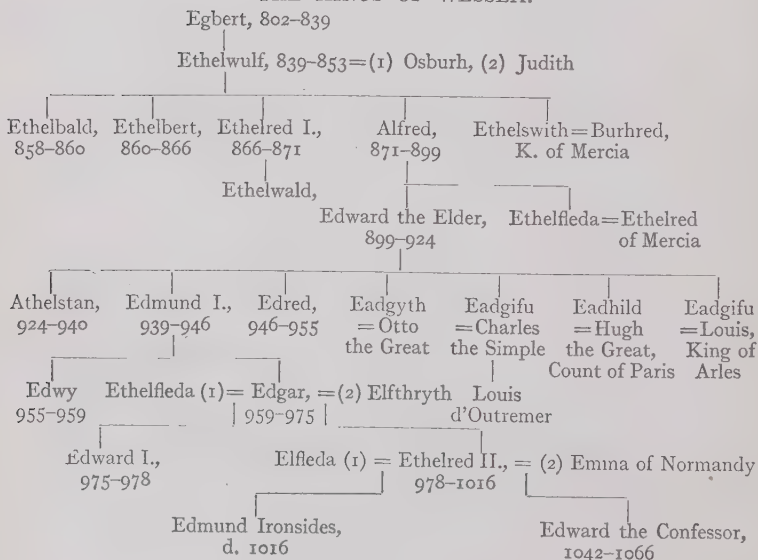 Egbert, 802–839
Ethelwulf, 839–853=(1) Osburh, (2) Judith
Ethelbald, Ethelbert, Ethelred I., Alfred, Ethelswith=Burhred,
858–860 860–866 866–871 871–899 K. of Mercia
Ethelwald,
Edward the Elder, Ethelfleda=Ethelred
899–924 of Mercia
Athelstan, Edmund I., Edred, Eadgyth Eadgifu Eadhild Eadgifu
924–940 939–946 946–955 =Otto =Charles =Hugh =Louis,
the Great the Simple the Great, King of
Count of Paris Arles
Edwy Ethelfleda (1)= Edgar, =(2) Elfthryth Louis
955–959 959–975 d'Outremer
Edward I., Elfleda (1) = Ethelred II., = (2) Emma of Normandy
975–978 978–1016
Edmund Ironsides, Edward the Confessor,
d. 1016 1042–1066